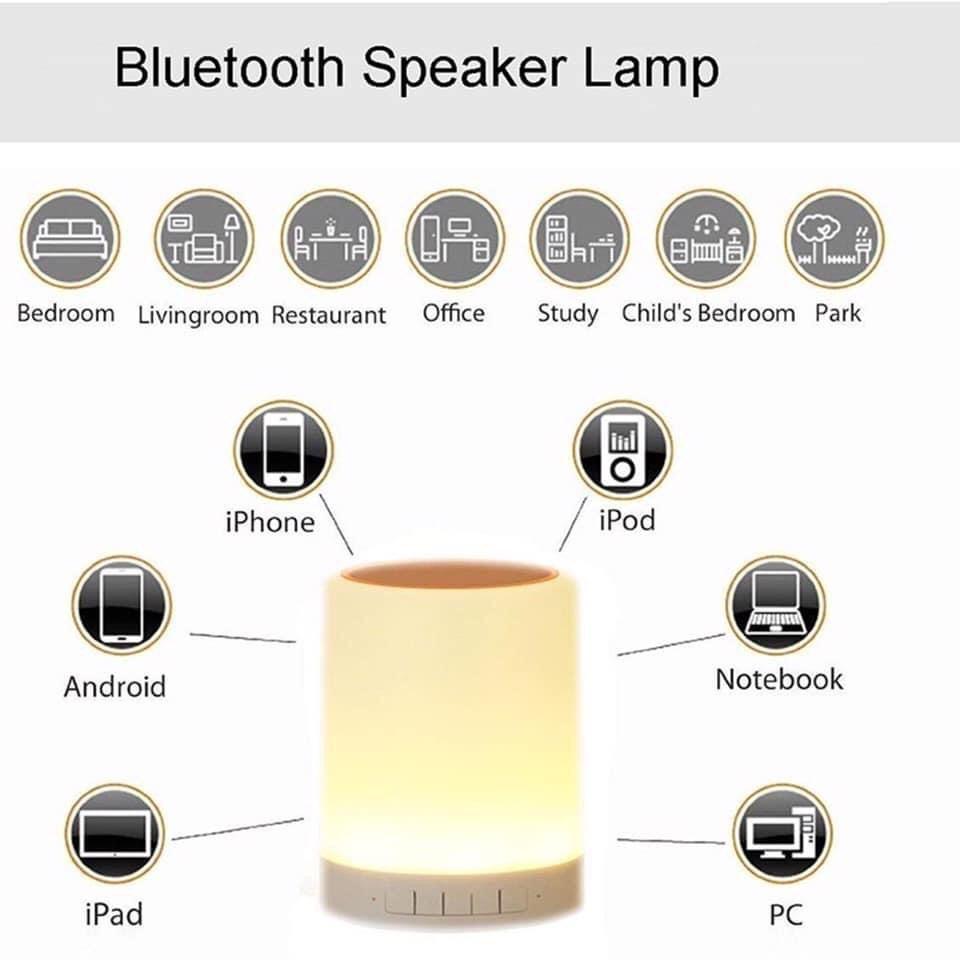 Bluetooth Speaker Lamp
Bedroom Livingroom Restaurant Office Study Child's Bedroom Park
iPhone iPod
Android Notebook
iPad PC